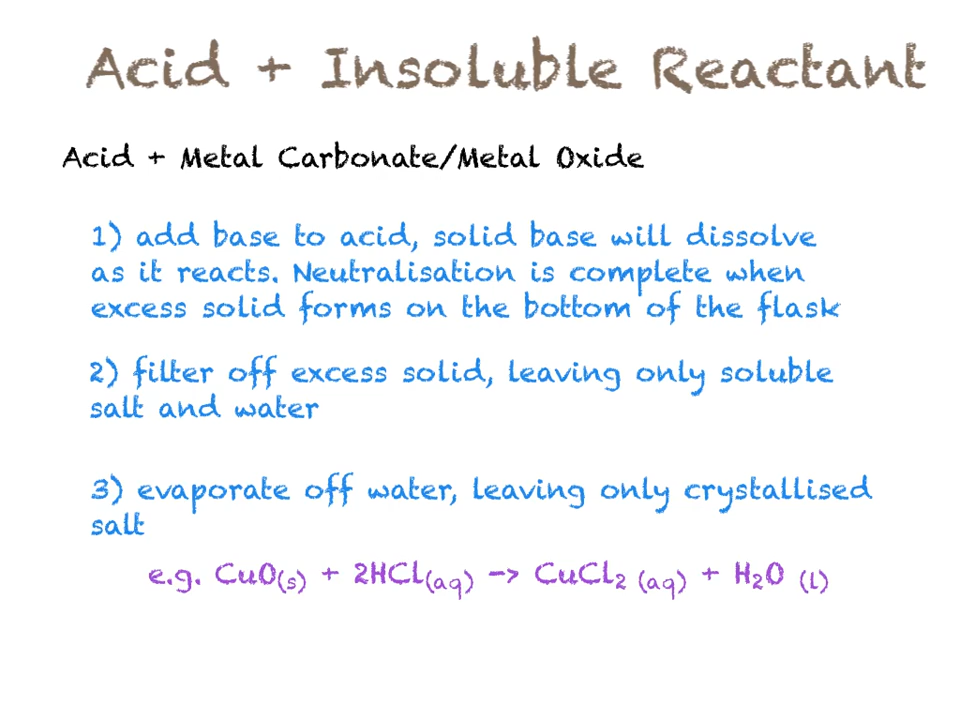 Acid + Insoluble Reactant
Acid + Metal Carbonate/Metal Oxide
1) add base to acid, solid base will dissolve
as it reacts. Neutralisation is complete when
excess solid forms on the bottom of the flask
2) filter off excess solid, leaving only soluble
salt and water
3) evaporate off water, leaving only crystallised
salt
e.g. CuO(s) + 2HCl(aq) -> CuCl₂ (aq) + H₂O (l)